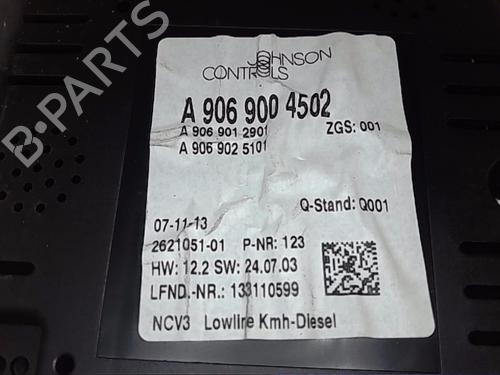 B-PARTS
JOHNSON
CONTROLS
A 906 900 4502
A 906 901 2901 ZGS: 001
A 906 902 5101
Q-Stand: Q001
07-11-13
2621051-01 P-NR: 123
HW: 12.2 SW: 24.07.03
LFND.-NR.: 133110599
NCV3 Lowline Kmh-Diesel